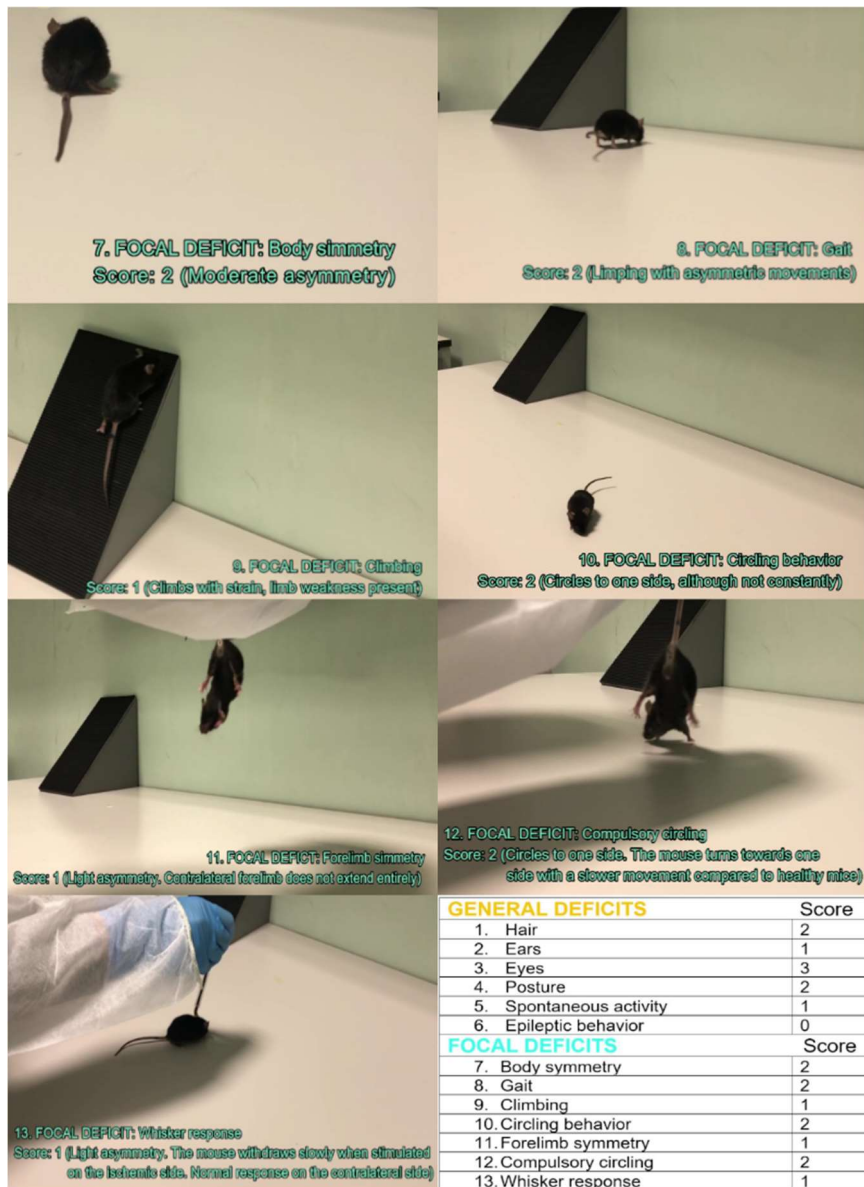 7. FOCAL DEFICIT: Body simmetry
Score: 2 (Moderate asymmetry)
8. FOCAL DEFICIT: Gait
Score: 2 (Limping with asymmetric movements)
9. FOCAL DEFICIT: Climbing
Score: 1 (Climbs with strain, limb weakness present)
10. FOCAL DEFICIT: Circling behavior
Score: 2 (Circles to one side, although not constantly)
11. FOCAL DEFICIT: Forelimb simmetry
Score: 1 (Light asymmetry. Contralateral forelimb does not extend entirely)
12. FOCAL DEFICIT: Compulsory circling
Score: 2 (Circles to one side. The mouse turns towards one
side with a slower movement compared to healthy mice)
13. FOCAL DEFICIT: Whisker response
Score: 1 (Light asymmetry. The mouse withdraws slowly when stimulated
on the ischemic side. Normal response on the contralateral side)
GENERAL DEFICITS Score
1. Hair 2
2. Ears 1
3. Eyes 3
4. Posture 2
5. Spontaneous activity 1
6. Epileptic behavior 0
FOCAL DEFICITS Score
7. Body symmetry 2
8. Gait 2
9. Climbing 1
10. Circling behavior 2
11. Forelimb symmetry 1
12. Compulsory circling 2
13. Whisker response 1